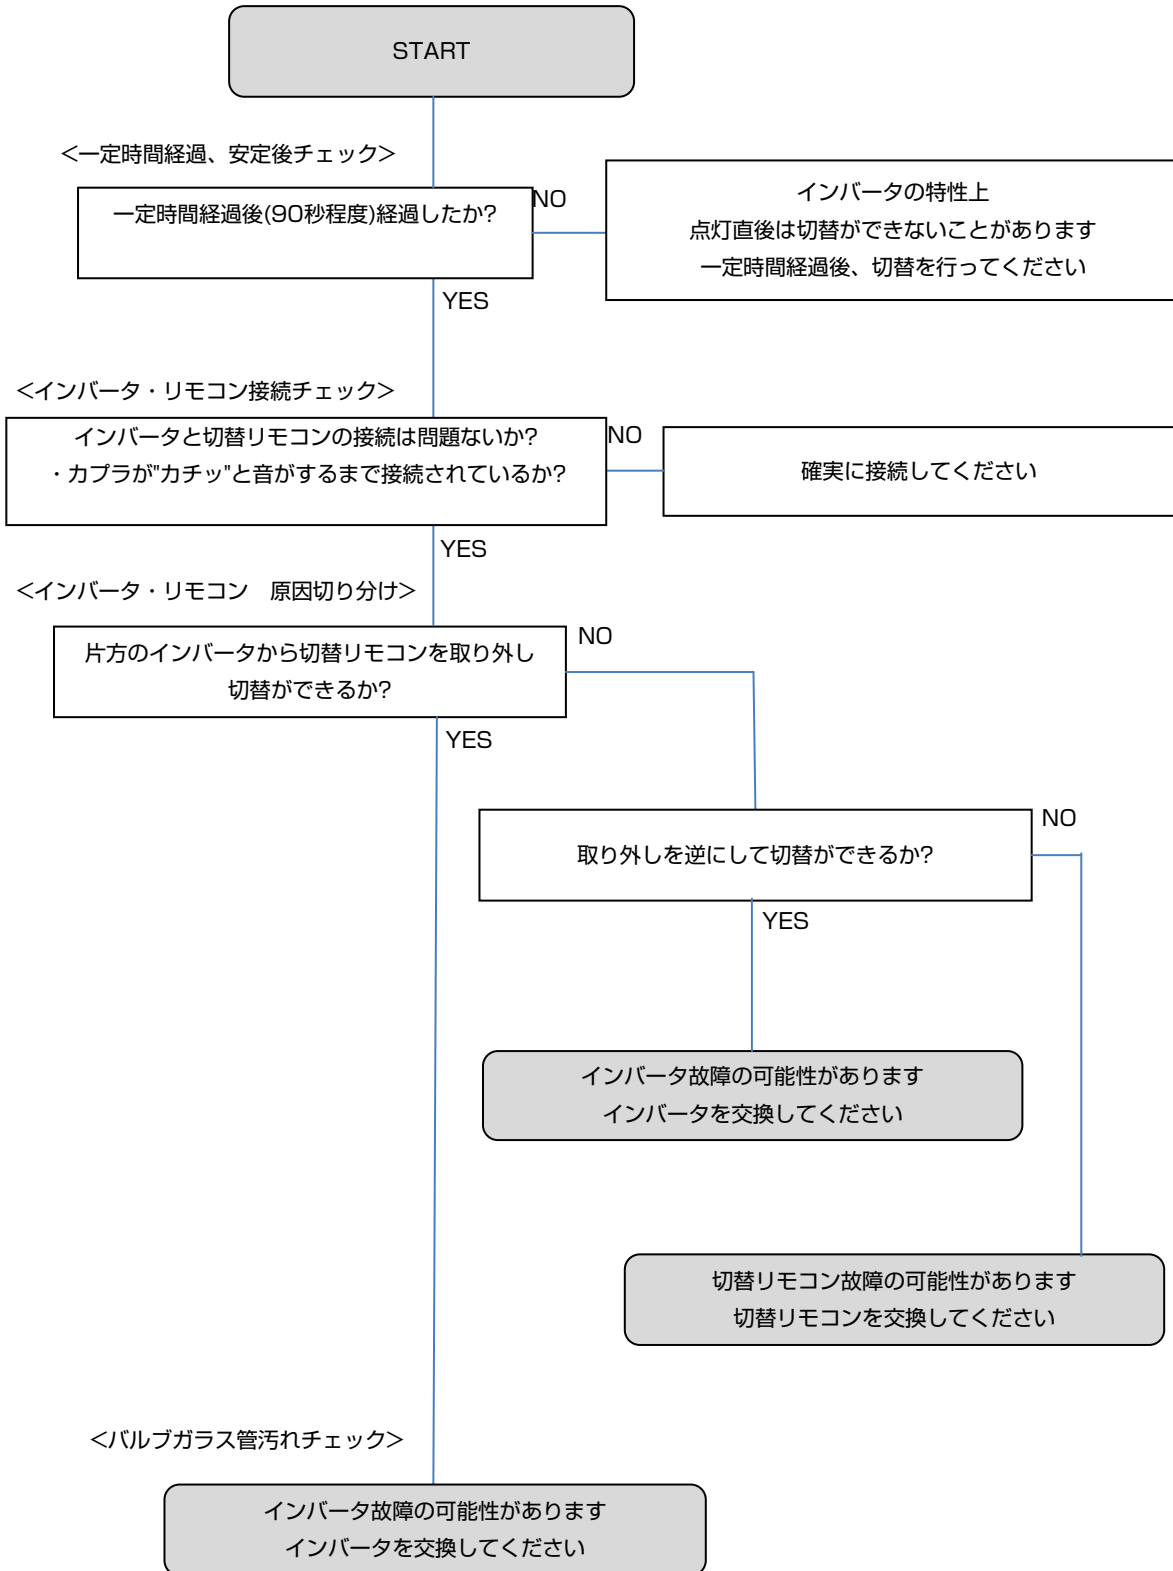 START
<一定時間経過、安定後チェック>
一定時間経過後(90秒程度)経過したか?
NO
インバータの特性上
点灯直後は切替ができないことがあります
一定時間経過後、切替を行ってください
YES
<インバータ・リモコン接続チェック>
インバータと切替リモコンの接続は問題ないか?
・カプラが"カチッ"と音がするまで接続されているか?
NO
確実に接続してください
YES
<インバータ・リモコン　原因切り分け>
片方のインバータから切替リモコンを取り外し
切替ができるか?
NO
YES
取り外しを逆にして切替ができるか?
NO
YES
インバータ故障の可能性があります
インバータを交換してください
切替リモコン故障の可能性があります
切替リモコンを交換してください
<バルブガラス管汚れチェック>
インバータ故障の可能性があります
インバータを交換してください